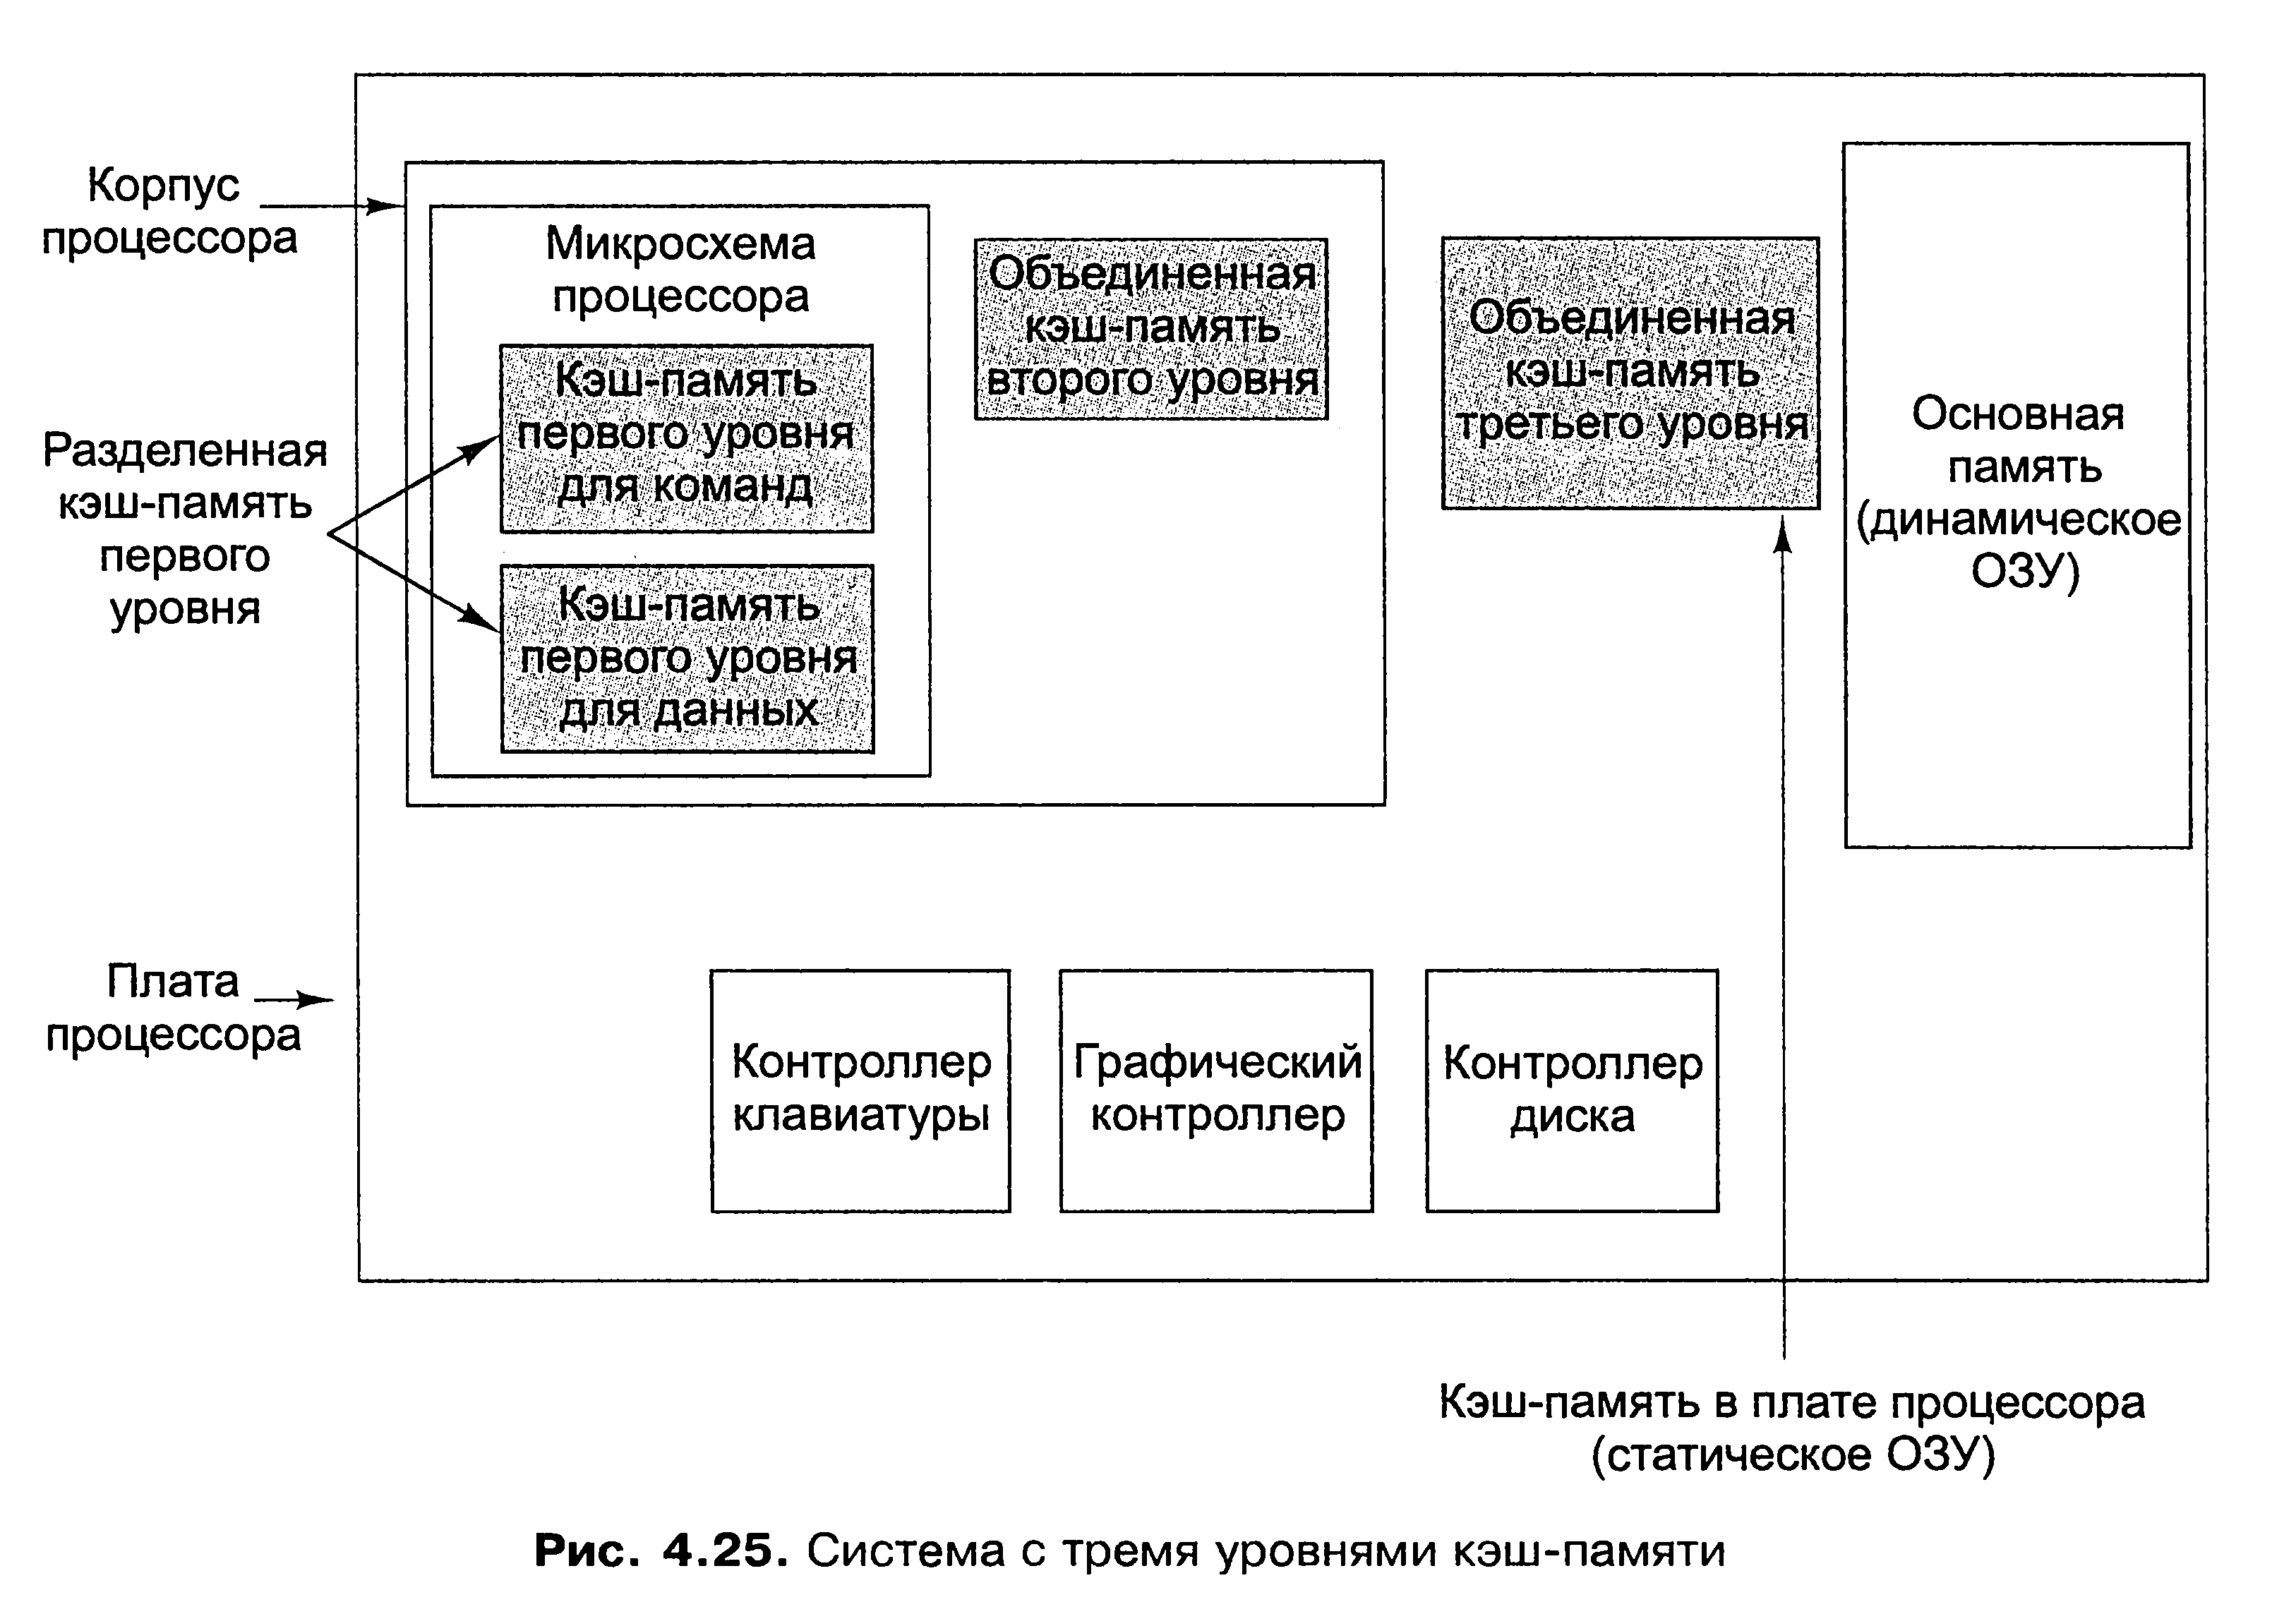 Корпус
процессора
Микросхема
процессора
Объединенная
кэш-память
второго уровня
Объединенная
кэш-память
третьего уровня
Основная
память
(динамическое
ОЗУ)
Кэш-память
первого уровня
для команд
Разделенная
кэш-память
первого
уровня
Кэш-память
первого уровня
для данных
Плата
процессора
Контроллер
клавиатуры
Графический
контроллер
Контроллер
диска
Кэш-память в плате процессора
(статическое ОЗУ)
Рис. 4.25. Система с тремя уровнями кэш-памяти